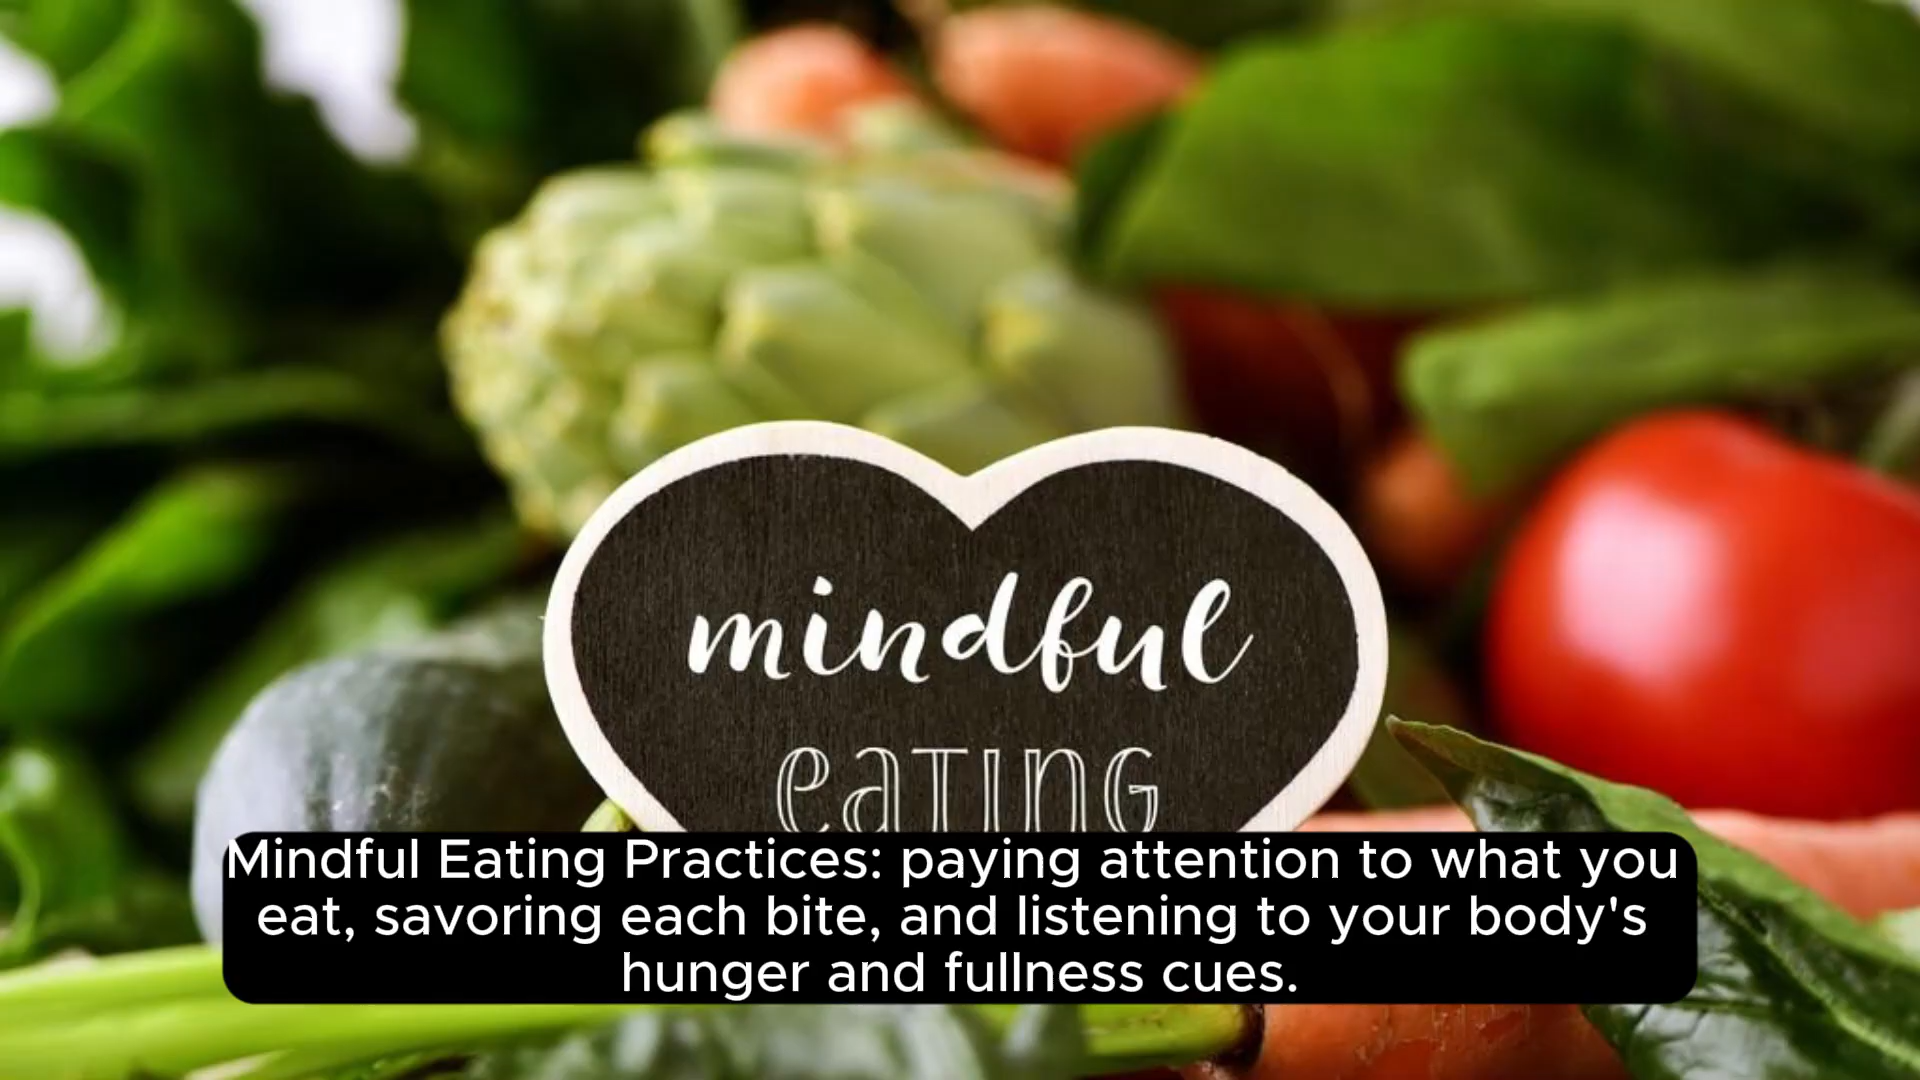 mindful
eating
Mindful Eating Practices: paying attention to what you
eat, savoring each bite, and listening to your body's
hunger and fullness cues.